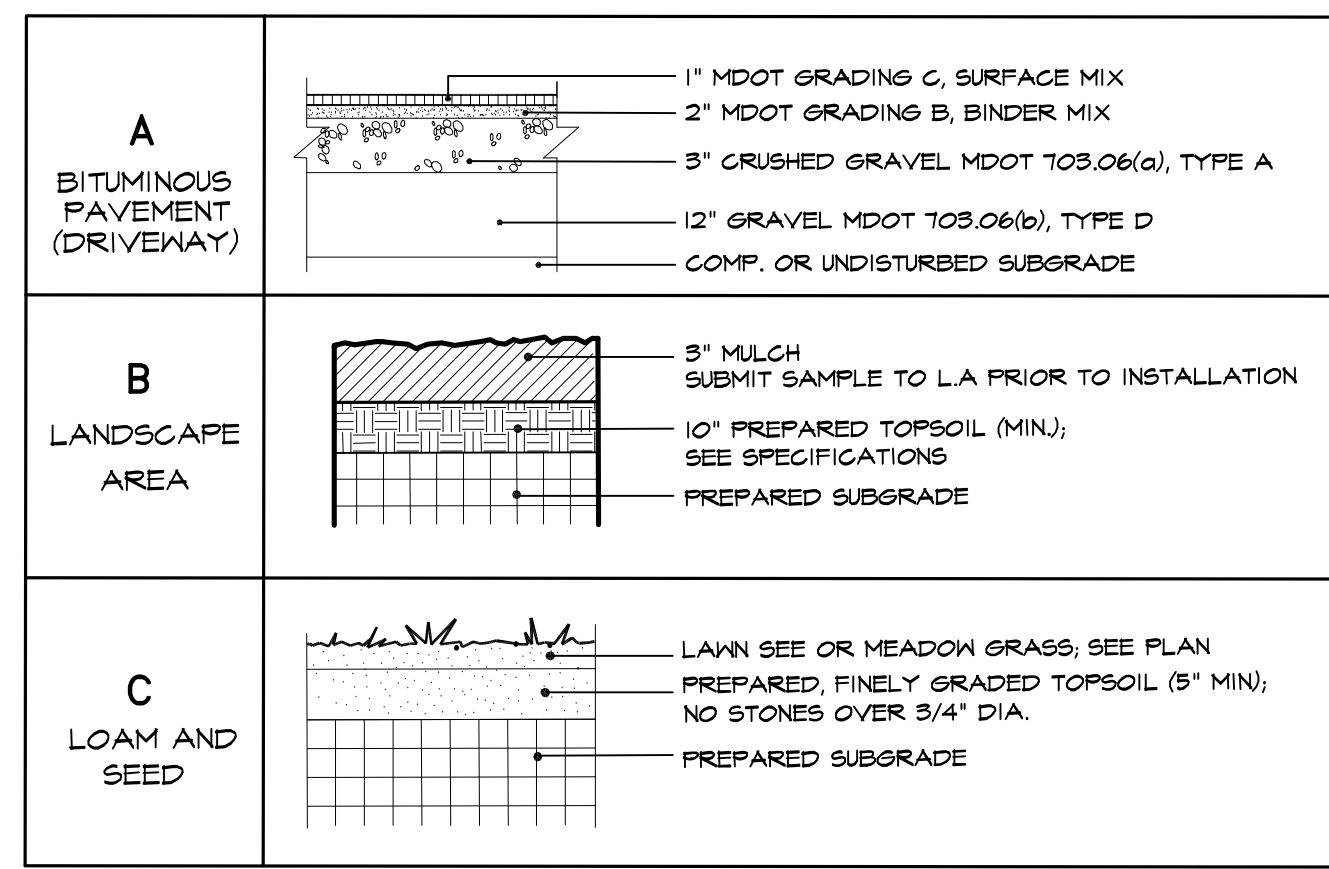 A
BITUMINOUS
PAVEMENT
(DRIVEWAY)
1" MDOT GRADING C, SURFACE MIX
2" MDOT GRADING B, BINDER MIX
3" CRUSHED GRAVEL MDOT 703.06(a), TYPE A
12" GRAVEL MDOT 703.06(b), TYPE D
COMP. OR UNDISTURBED SUBGRADE
B
LANDSCAPE
AREA
3" MULCH
SUBMIT SAMPLE TO L.A PRIOR TO INSTALLATION
10" PREPARED TOPSOIL (MIN.);
SEE SPECIFICATIONS
PREPARED SUBGRADE
C
LOAM AND
SEED
LAWN SEE OR MEADOW GRASS; SEE PLAN
PREPARED, FINELY GRADED TOPSOIL (5" MIN);
NO STONES OVER 3/4" DIA.
PREPARED SUBGRADE